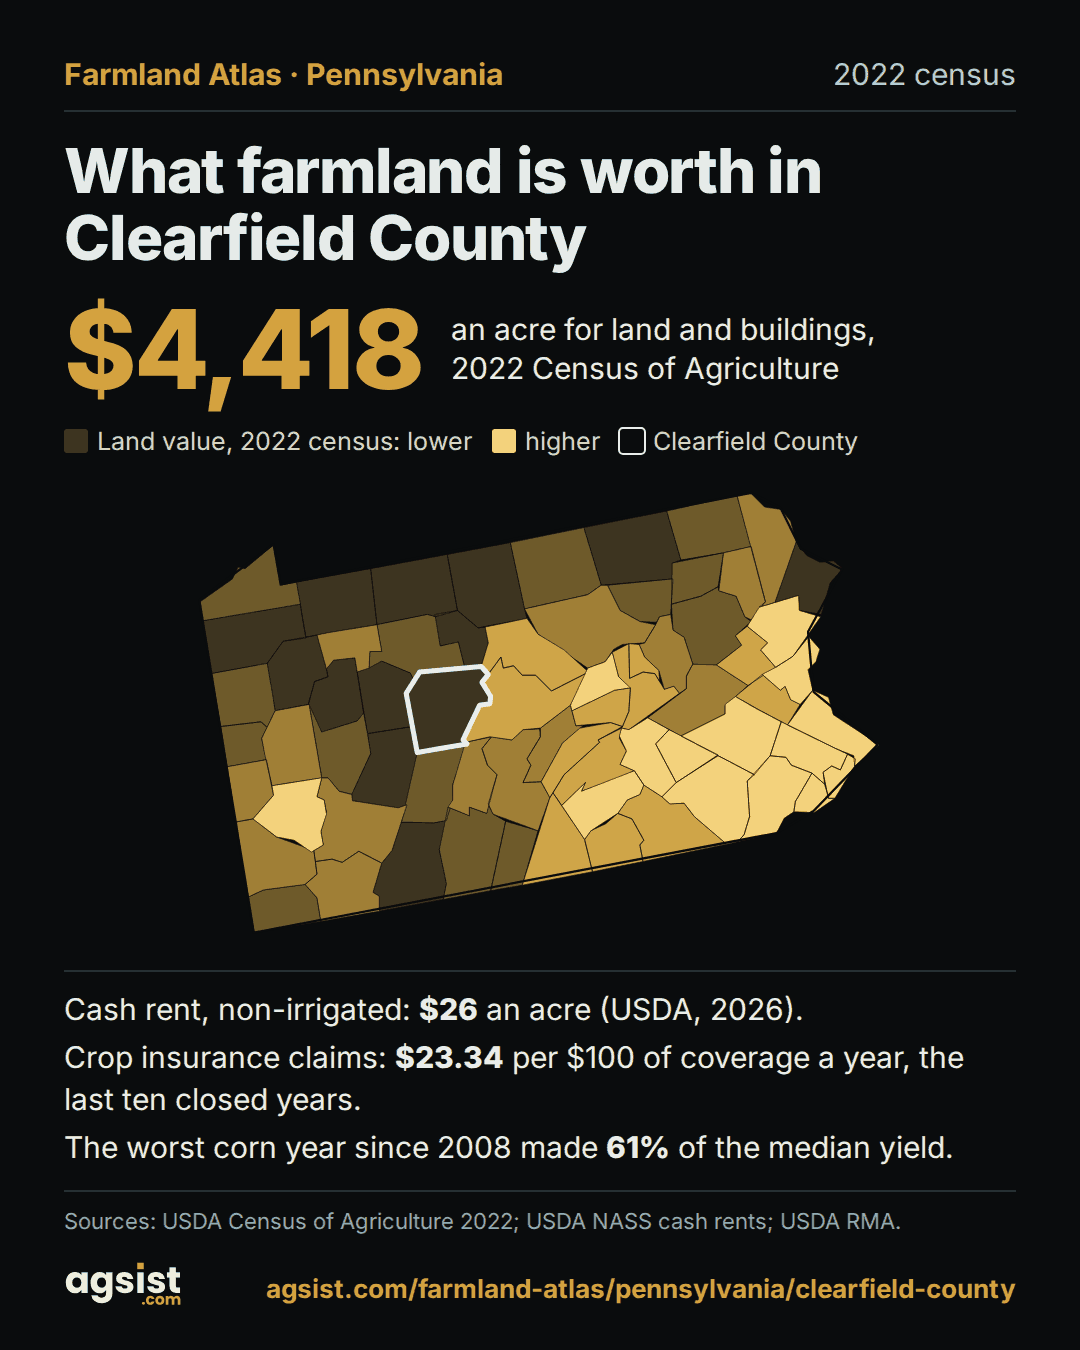 Farmland Atlas · Pennsylvania
2022 census
What farmland is worth in
Clearfield County
$4,418
an acre for land and buildings,
2022 Census of Agriculture
Land value, 2022 census: lower
higher
Clearfield County
Cash rent, non-irrigated: $26 an acre (USDA, 2026).
Crop insurance claims: $23.34 per $100 of coverage a year, the
last ten closed years.
The worst corn year since 2008 made 61% of the median yield.
Sources: USDA Census of Agriculture 2022; USDA NASS cash rents; USDA RMA.
agsist
.com
agsist.com/farmland-atlas/pennsylvania/clearfield-county